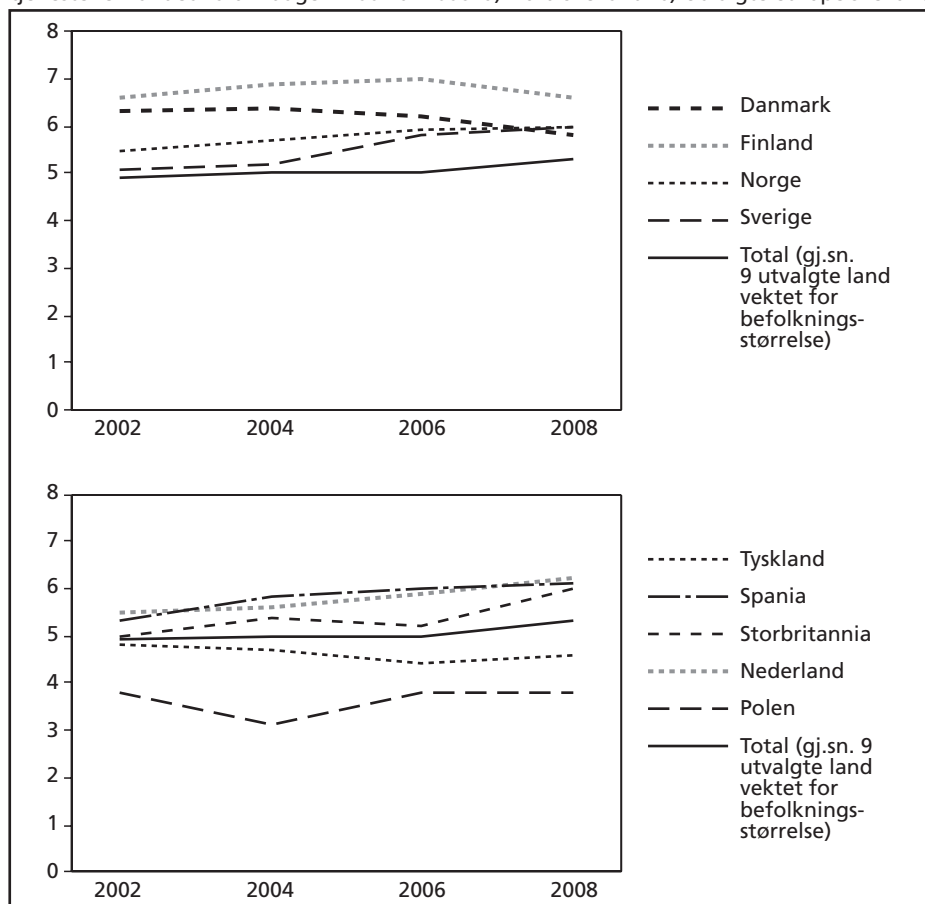 8
7
6
5
4
3
2
1
0
2002
2004
2006
2008
Danmark
Finland
Norge
Sverige
Total (gj.sn.
9 utvalgte land
vektet for
befolknings-
størrelse)
8
7
6
5
4
3
2
1
0
2002
2004
2006
2008
Tyskland
Spania
Storbritannia
Nederland
Polen
Total (gj.sn. 9
utvalgte land
vektet for
befolknings-
størrelse)